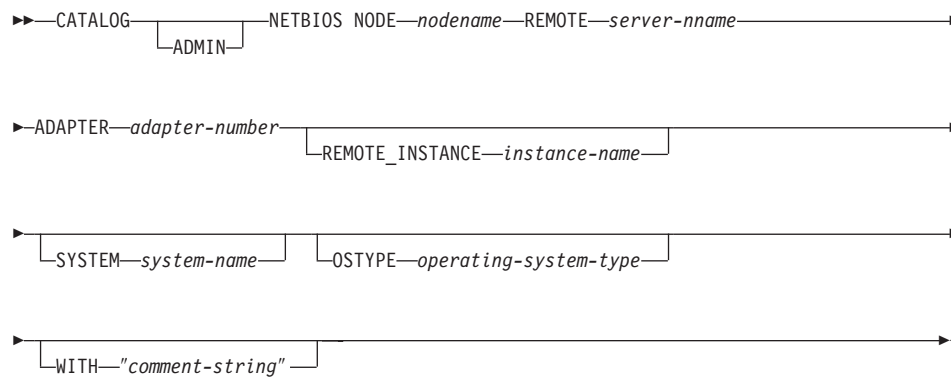 CATALOG NETBIOS NODE nodename REMOTE server-nname
ADMIN
ADAPTER adapter-number
REMOTE_INSTANCE instance-name
SYSTEM system-name OSTYPE operating-system-type
WITH "comment-string"